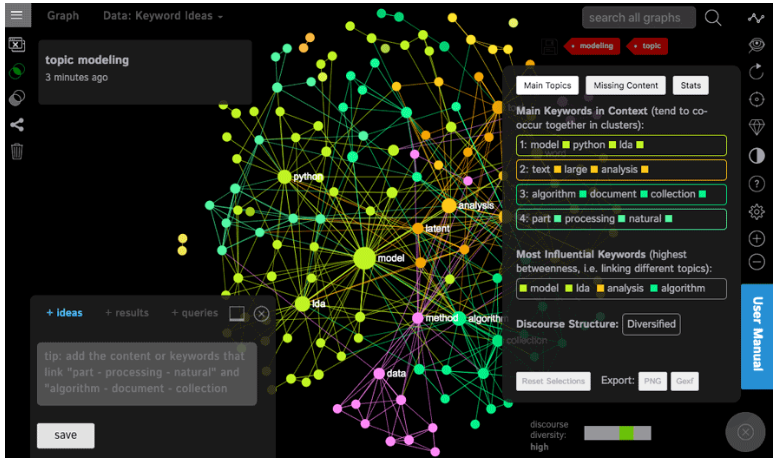 Graph
Data: Keyword Ideas
search all graphs
topic modeling
3 minutes ago
modeling
topic
Main Topics
Missing Content
Stats
Main Keywords in Context (tend to co-
occur together in clusters):
1: model python lda
2: text large analysis
3: algorithm document collection
4: part processing natural
Most Influential Keywords (highest
betweenness, i.e. linking different topics):
model lda analysis algorithm
Discourse Structure: Diversified
Reset Selections
Export:
PNG
Gexf
discourse
diversity:
high
python
analysis
latent
model
lda
method
algorithm
collection
data
word
+ ideas
+ results
+ queries
tip: add the content or keywords that
link "part - processing - natural" and
"algorithm - document - collection
save
User Manual